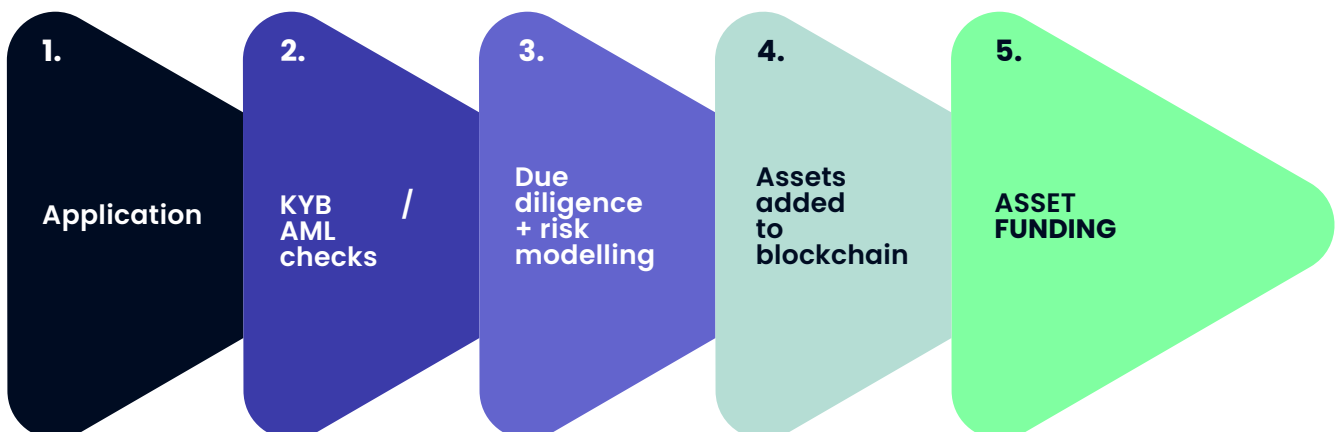 1.
Application
2.
KYB /
AML
checks
3.
Due
diligence
+ risk
modelling
4.
Assets
added
to
blockchain
5.
ASSET
FUNDING